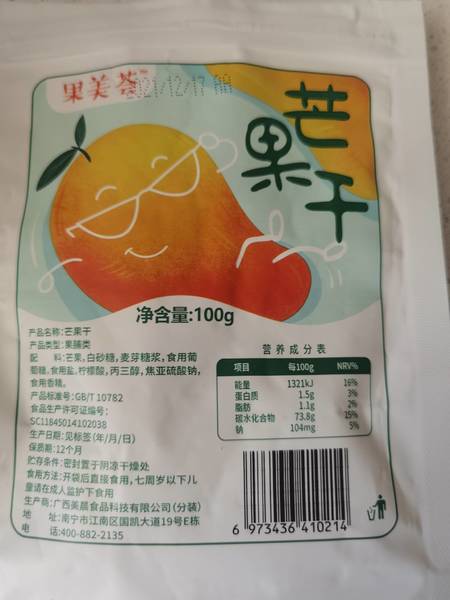 果美荟
2021/12/17 AA
芒果干
净含量:100g
产品名称:芒果干
产品类型:果脯类
配 料:芒果,白砂糖,麦芽糖浆,食用葡
萄糖,食用盐,柠檬酸,丙三醇,焦亚硫酸钠,
食用香精。
产品标准号:GB/T 10782
食品生产许可证编号:
SC11845014102038
生产日期:见标签(年/月/日)
保质期:12个月
贮存条件:密封置于阴凉干燥处
食用方法:开袋后直接食用,七周岁以下儿
童请在成人监护下食用
生产商:广西美晨食品科技有限公司(分装)
地 址:南宁市江南区国凯大道19号E栋
电 话:400-882-2135
营养成分表
项目 每100g NRV%
能量 1321kJ 16%
蛋白质 1.5g 3%
脂肪 1.1g 2%
碳水化合物 73.8g 25%
钠 104mg 5%
6 973436 410214